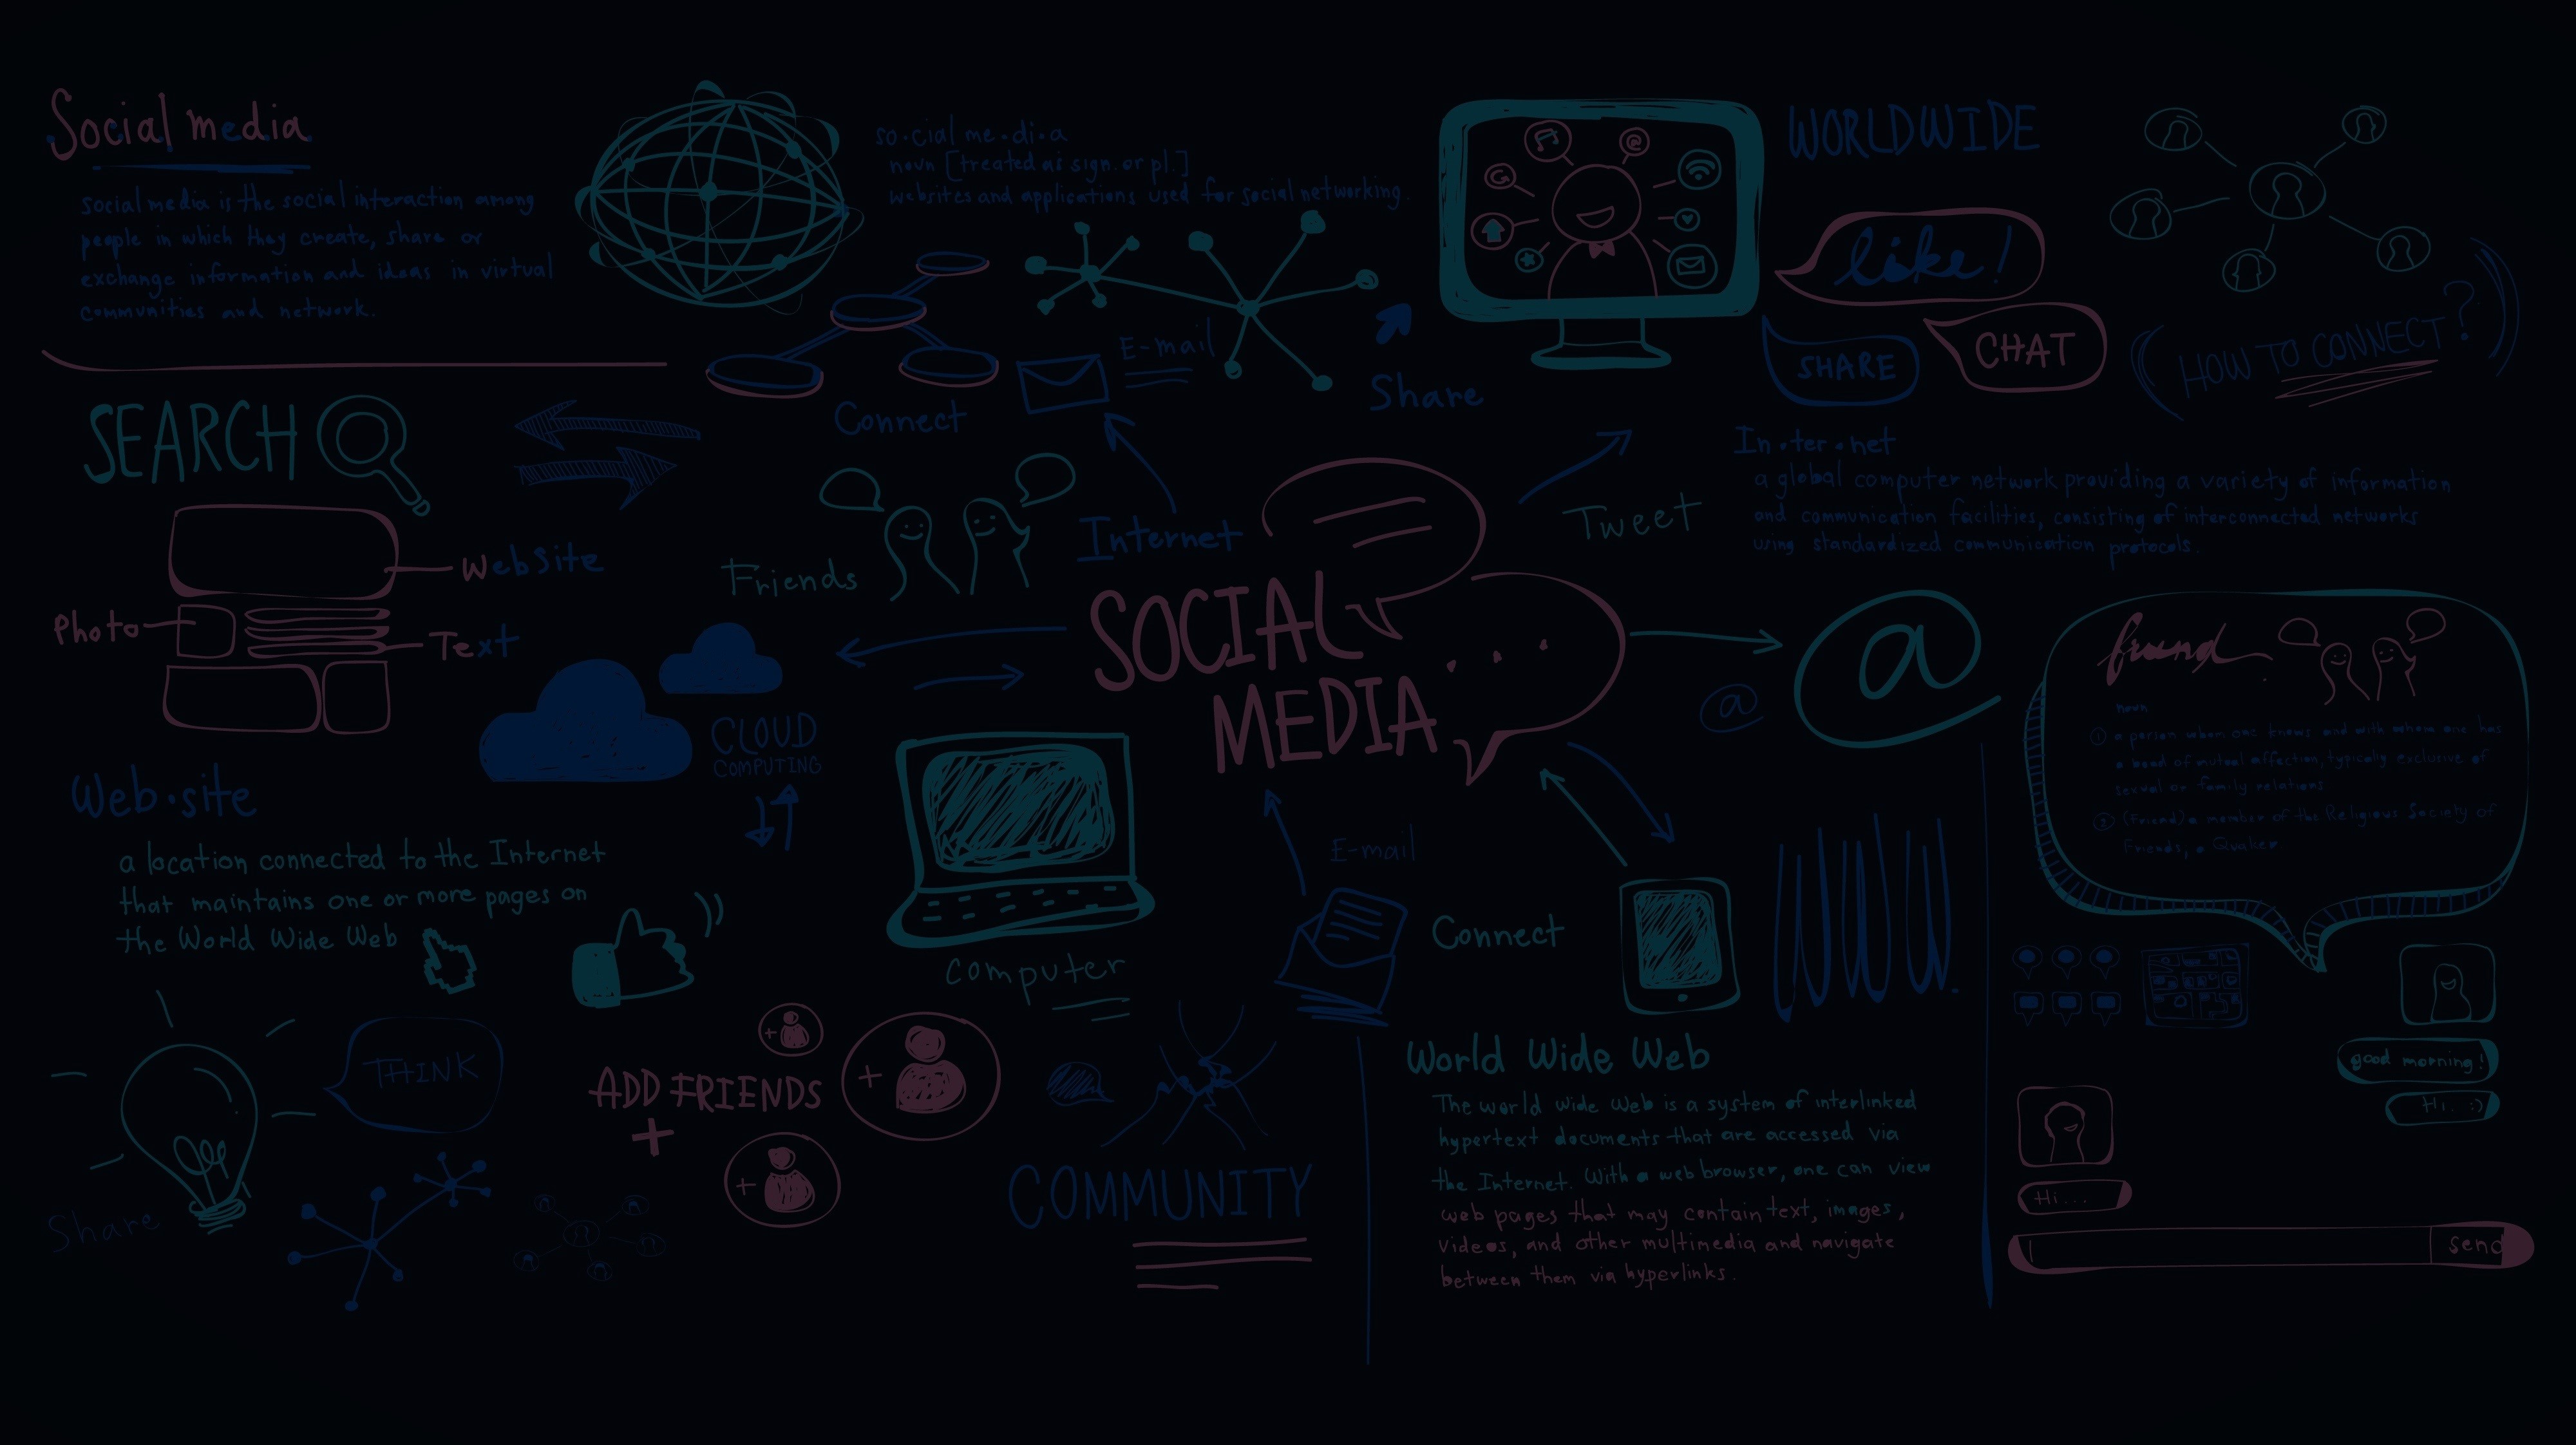 Social media
social media is the social interaction among
people in which they create, share or
exchange information and ideas in virtual
communities and network.
so.cial me.di.a
noun [treated as sign. or pl.]
websites and applications used for social networking.
WORLDWIDE
like!
SHARE
CHAT
HOW TO CONNECT?
E-mail
Share
Connect
SEARCH
Website
Photo
Text
Friends
Internet
Tweet
In.ter.net
a global computer network providing a variety of information
and communication facilities, consisting of interconnected networks
using standardized communication protocols.
SOCIAL
MEDIA
...
@
@
@
CLOUD
COMPUTING
friend
noun
① a person whom one knows and with whom one has
a bond of mutual affection, typically exclusive of
sexual or family relations
② (Friend) a member of the Religious Society of
Friends, a Quaker
Web.site
a location connected to the Internet
that maintains one or more pages on
the World Wide Web
Computer
E-mail
Connect
WWW.
THINK
Share
ADD FRIENDS
+
+
+
+
COMMUNITY
World Wide Web
The world wide web is a system of interlinked
hypertext documents that are accessed via
the Internet. With a web browser, one can view
web pages that may contain text, images,
videos, and other multimedia and navigate
between them via hyperlinks.
good morning!
Hi. :)
Hi...
send